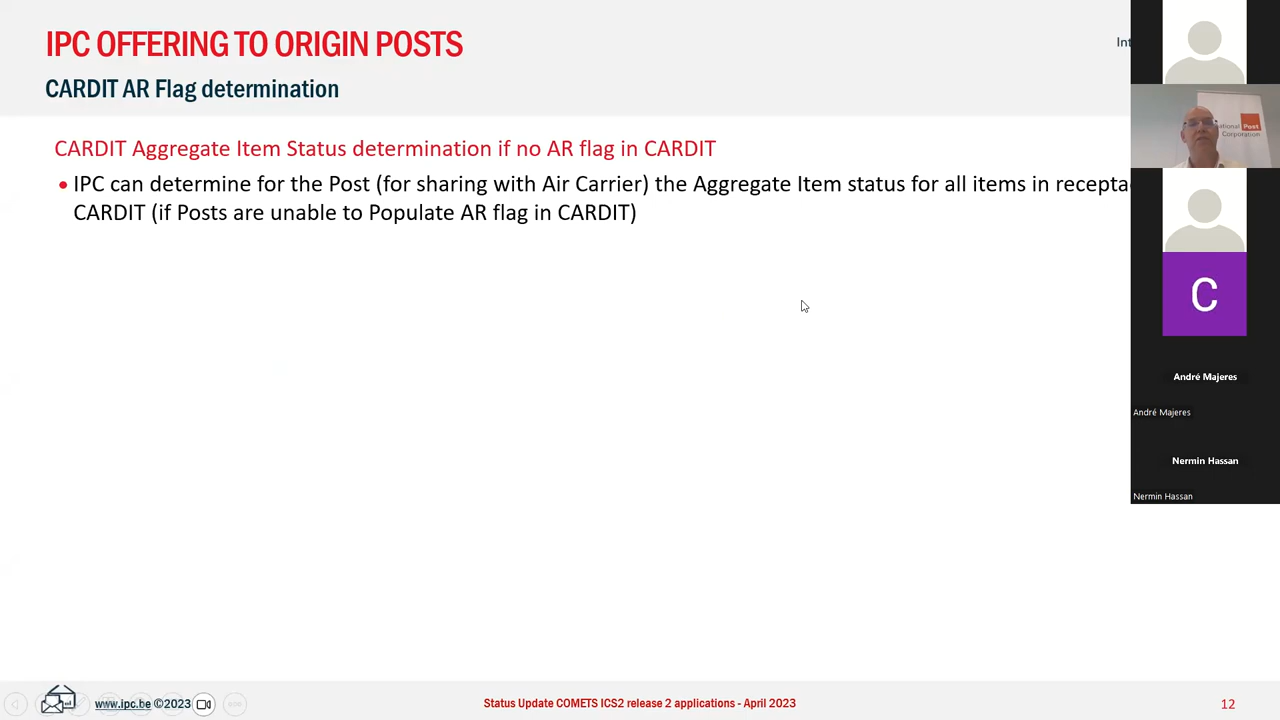 IPC OFFERING TO ORIGIN POSTS
Int
CARDIT AR Flag determination
CARDIT Aggregate Item Status determination if no AR flag in CARDIT
• IPC can determine for the Post (for sharing with Air Carrier) the Aggregate Item status for all items in recepta
CARDIT (if Posts are unable to Populate AR flag in CARDIT)
national Post
Corporation
C
André Majeres
André Majeres
Nermin Hassan
Nermin Hassan
www.ipc.be ©2023
Status Update COMETS ICS2 release 2 applications - April 2023
12